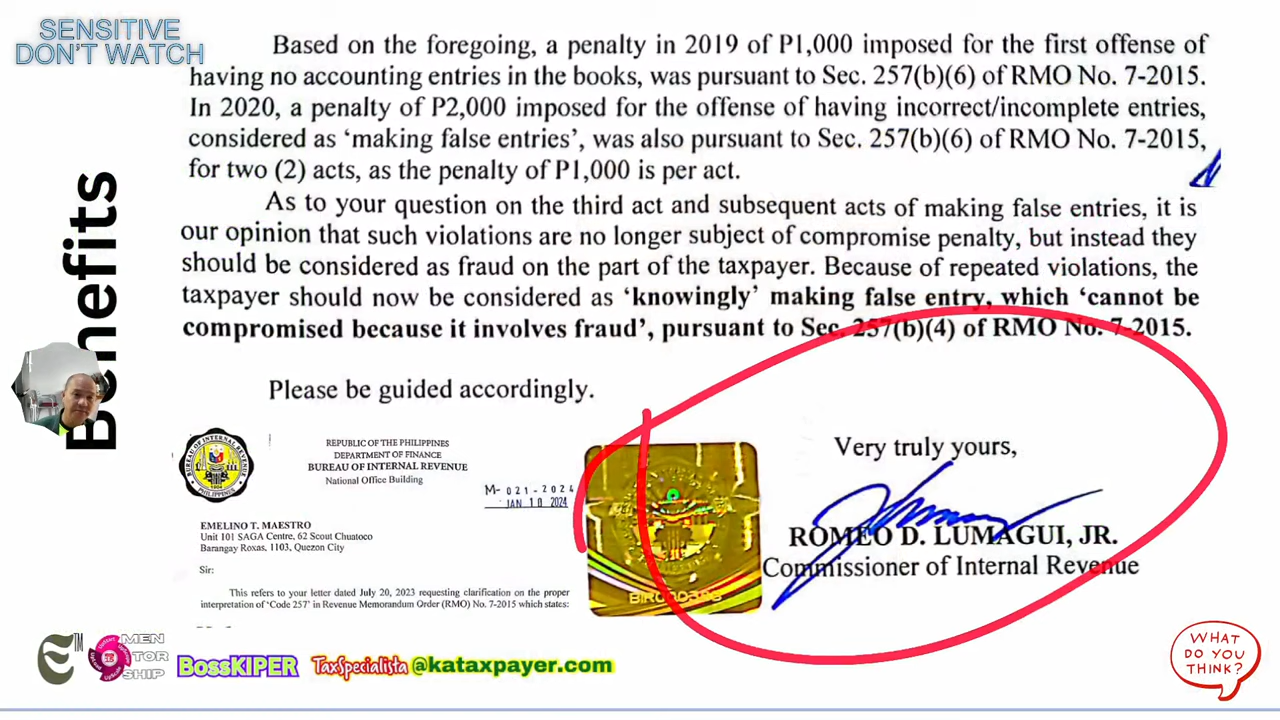 SENSITIVE
DON'T WATCH
Based on the foregoing, a penalty in 2019 of P1,000 imposed for the first offense of
having no accounting entries in the books, was pursuant to Sec. 257(b)(6) of RMO No. 7-2015.
In 2020, a penalty of P2,000 imposed for the offense of having incorrect/incomplete entries,
considered as 'making false entries', was also pursuant to Sec. 257(b)(6) of RMO No. 7-2015,
for two (2) acts, as the penalty of P1,000 is per act.
As to your question on the third act and subsequent acts of making false entries, it is
our opinion that such violations are no longer subject of compromise penalty, but instead they
should be considered as fraud on the part of the taxpayer. Because of repeated violations, the
taxpayer should now be considered as 'knowingly' making false entry, which 'cannot be
compromised because it involves fraud', pursuant to Sec. 257(b)(4) of RMO No. 7-2015.
Please be guided accordingly.
Benefits
BUREAU OF INTERNAL REVENUE
1904
PHILIPPINES
REPUBLIC OF THE PHILIPPINES
DEPARTMENT OF FINANCE
BUREAU OF INTERNAL REVENUE
National Office Building
M- 021-2024
JAN 10 2024
EMELINO T. MAESTRO
Unit 101 SAGA Centre, 62 Scout Chuatoco
Barangay Roxas, 1103, Quezon City
Sir:
This refers to your letter dated July 20, 2023 requesting clarification on the proper
interpretation of 'Code 257' in Revenue Memorandum Order (RMO) No. 7-2015 which states:
Very truly yours,
ROMEO D. LUMAGUI, JR.
Commissioner of Internal Revenue
TM
MEN
TOR
SHIP
BossKIPER
TaxSpecialista
@kataxpayer.com
WHAT
DO YOU
THINK?